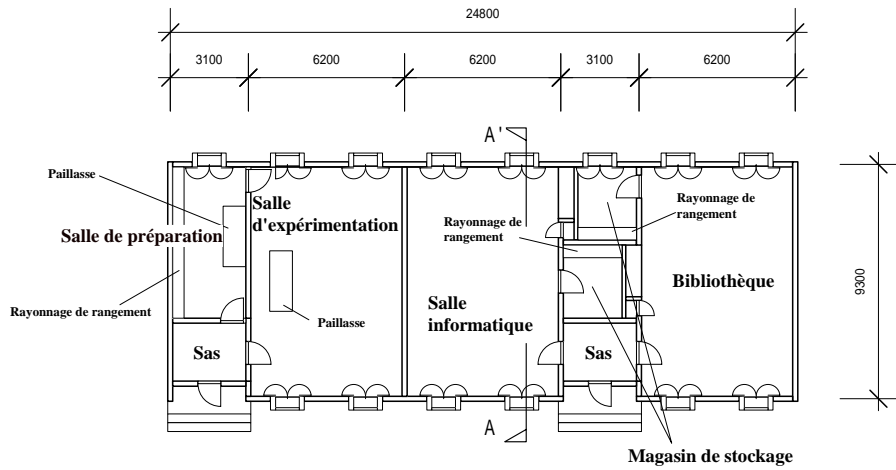 24800
3100
6200
6200
3100
6200
A'
Paillasse
Salle
d'expérimentation
Rayonnage de
rangement
Rayonnage de
rangement
Salle de préparation
Bibliothèque
9300
Rayonnage de rangement
Paillasse
Salle
informatique
Sas
Sas
A
Magasin de stockage